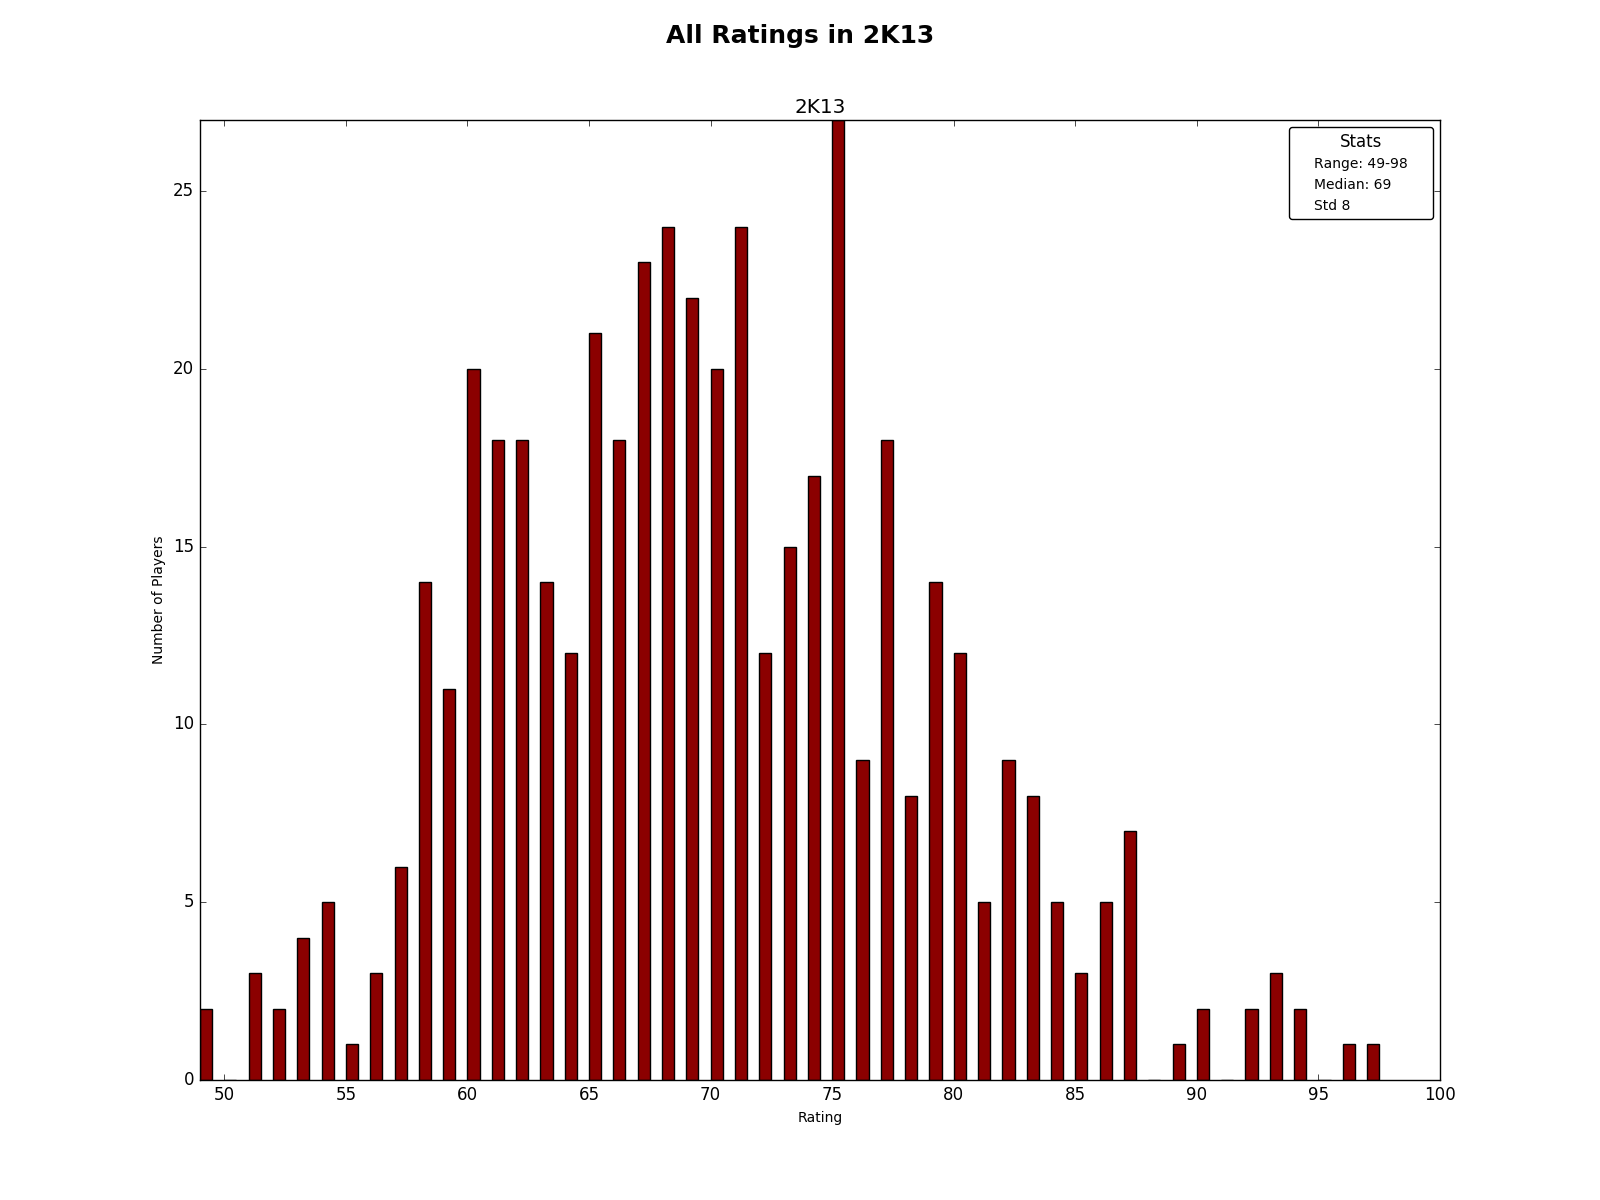 All Ratings in 2K13
2K13
Stats
Range: 49-98
Median: 69
Std 8
25
20
15
10
5
0
Number of Players
50 55 60 65 70 75 80 85 90 95 100
Rating